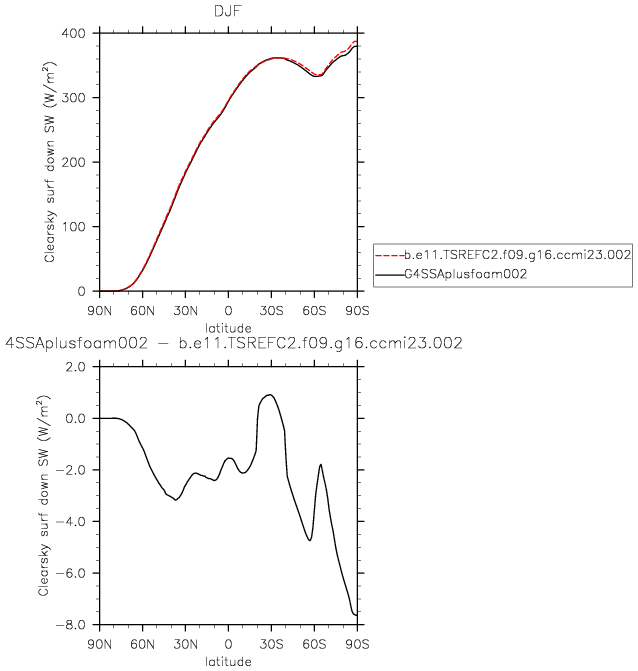 DJF
Clearsky surf down SW (W/m²)
400
300
200
100
0
90N 60N 30N 0 30S 60S 90S
latitude
b.e11.TSREFC2.f09.g16.ccmi23.002
G4SSAplusfoam002
4SSAplusfoam002 – b.e11.TSREFC2.f09.g16.ccmi23.002
Clearsky surf down SW (W/m²)
2.0
0.0
−2.0
−4.0
−6.0
−8.0
90N 60N 30N 0 30S 60S 90S
latitude